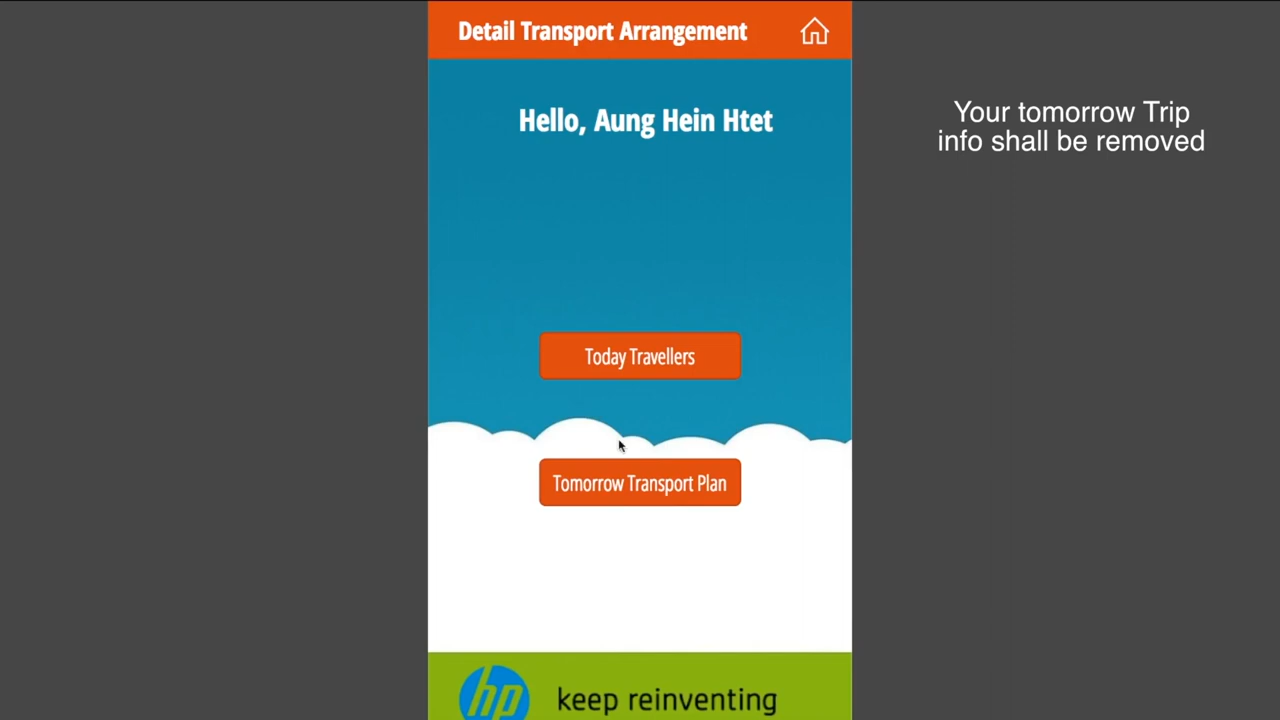 Detail Transport Arrangement
Hello, Aung Hein Htet
Your tomorrow Trip
info shall be removed
Today Travellers
Tomorrow Transport Plan
hp keep reinventing